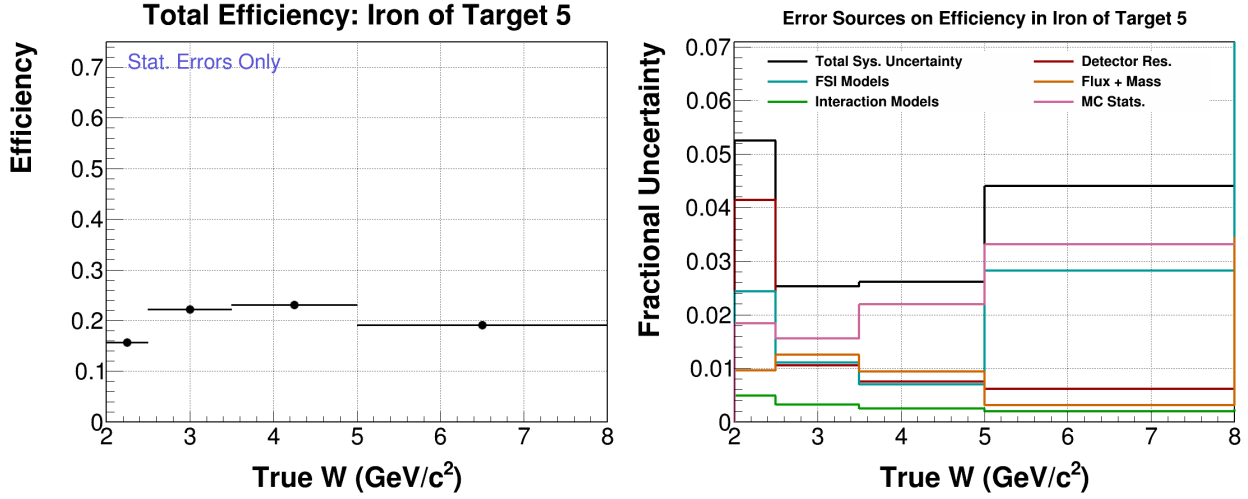 Total Efficiency: Iron of Target 5
Efficiency
Stat. Errors Only
0.7
0.6
0.5
0.4
0.3
0.2
0.1
0
2 3 4 5 6 7 8
True W (GeV/c²)
Error Sources on Efficiency in Iron of Target 5
Fractional Uncertainty
Total Sys. Uncertainty
FSI Models
Interaction Models
Detector Res.
Flux + Mass
MC Stats.
0.07
0.06
0.05
0.04
0.03
0.02
0.01
0
2 3 4 5 6 7 8
True W (GeV/c²)